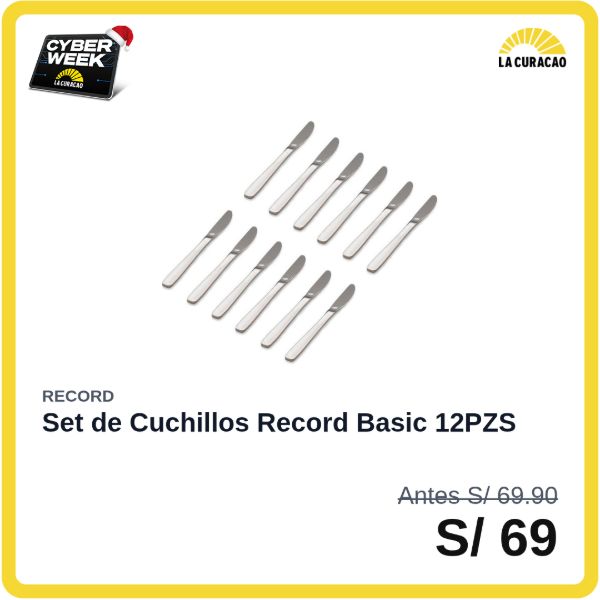 CYBER
WEEK
LA CURACAO
LA CURACAO
RECORD
Set de Cuchillos Record Basic 12PZS
Antes S/ 69.90
S/ 69